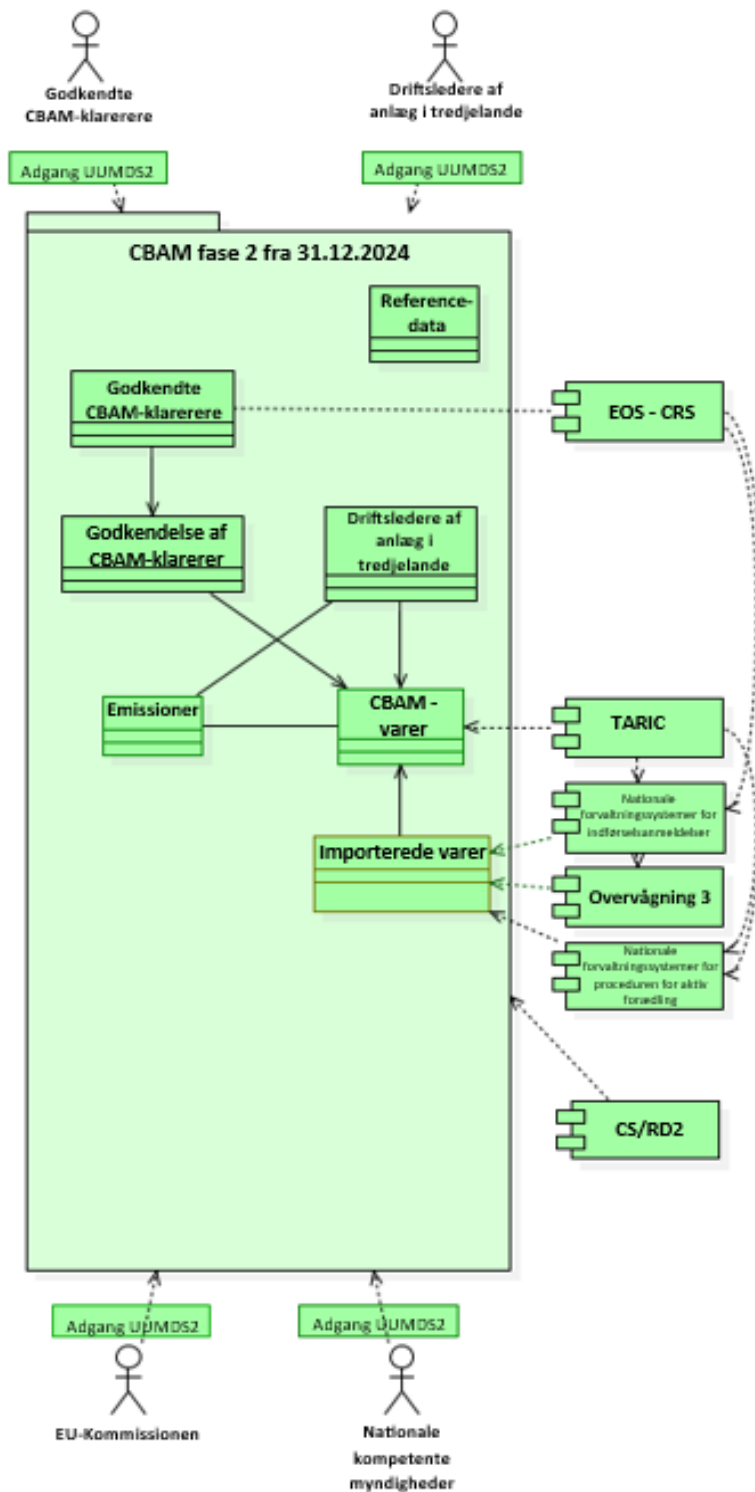 Godkendte
CBAM-klarerere
Driftsledere af
anlæg i tredjelande
Adgang UUMDS2
Adgang UUMDS2
CBAM fase 2 fra 31.12.2024
Reference-
data
Godkendte
CBAM-klarerere
EOS - CRS
Godkendelse af
CBAM-klarerer
Driftsledere af
anlæg i
tredjelande
Emissioner
CBAM -
varer
TARIC
Nationale
forvaltningssystemer for
indførselsanmeldelser
Importerede varer
Overvågning 3
Nationale
forvaltningssystemer for
proceduren for aktiv
forædling
CS/RD2
Adgang UUMDS2
Adgang UUMDS2
EU-Kommissionen
Nationale
kompetente
myndigheder